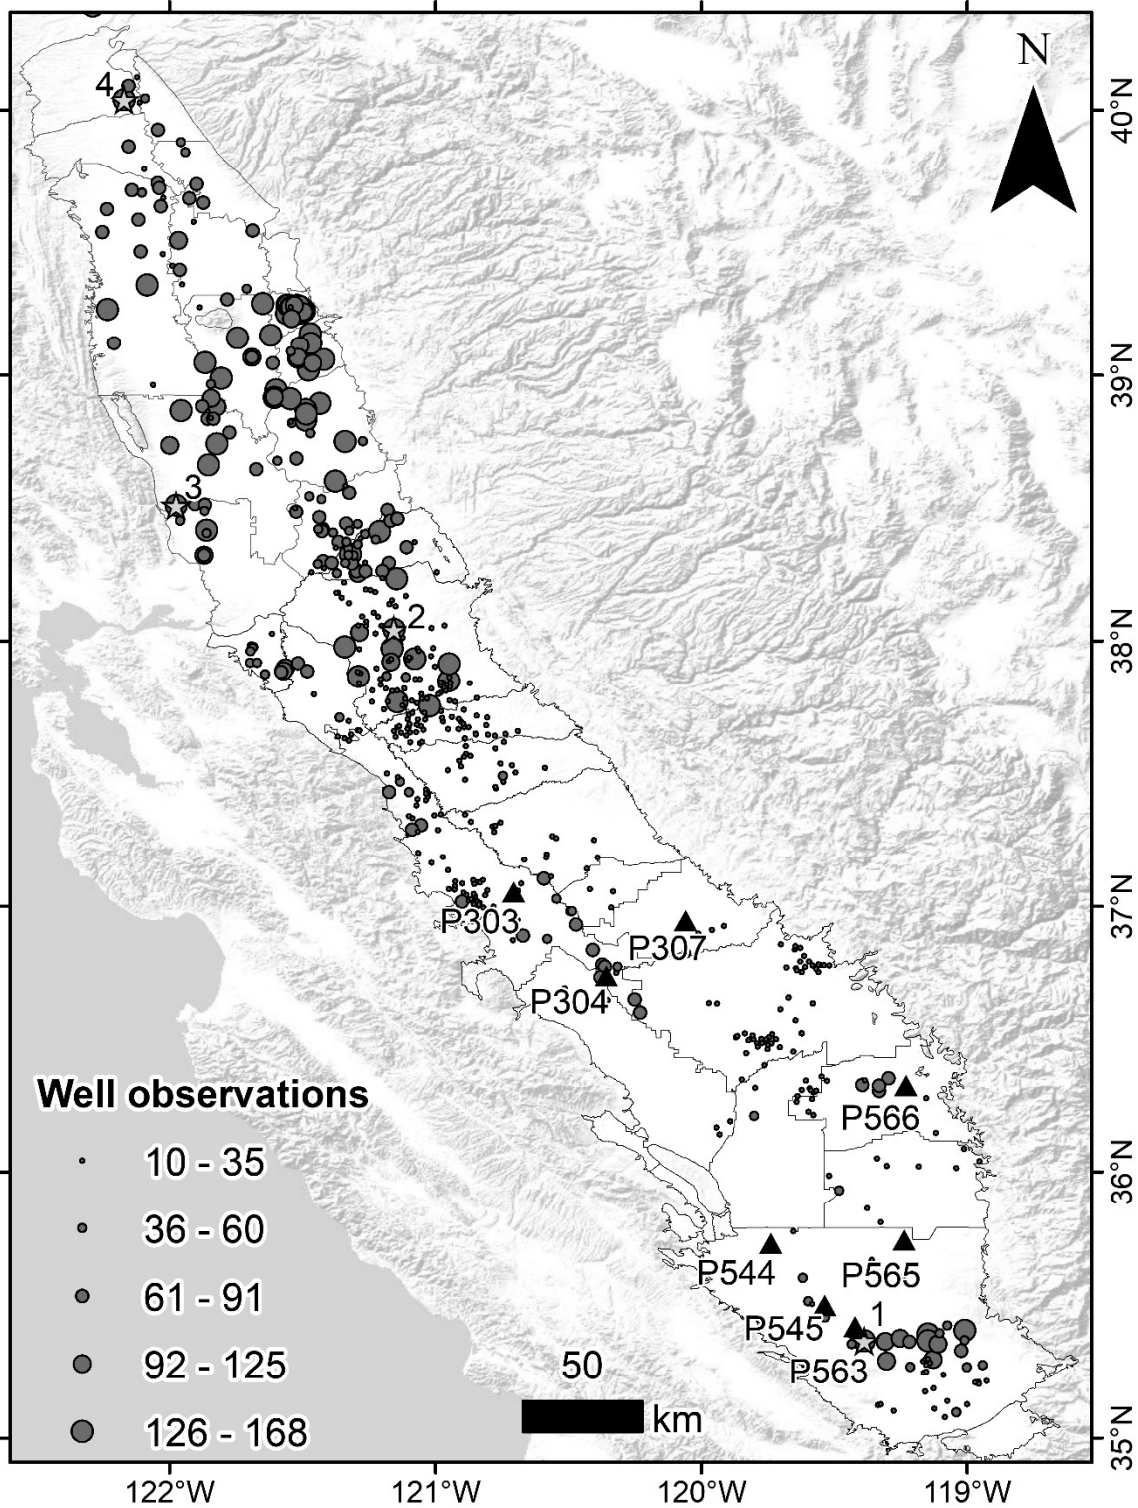 N
4
40°N
39°N
3
38°N
2
37°N
P303
P307
P304
Well observations
10 - 35
36 - 60
61 - 91
92 - 125
126 - 168
P566
36°N
P544
P565
P545
1
P563
50
km
35°N
122°W
121°W
120°W
119°W